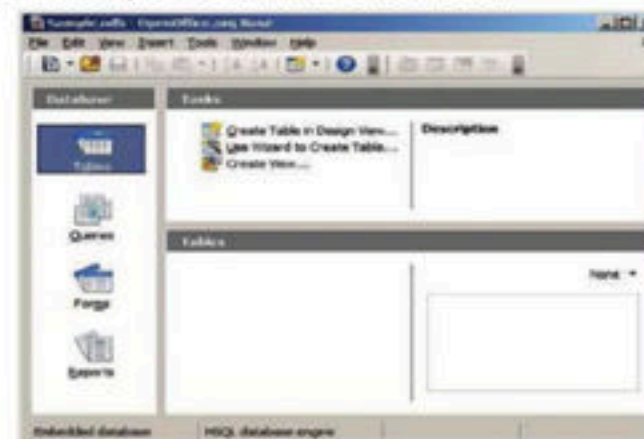 Sample.odb - OpenOffice.org Base
File Edit View Insert Tools Window Help
Database
Tasks
Tables
Queries
Forms
Reports
Create Table in Design View...
Use Wizard to Create Table...
Create View...
Description
Tables
None
Embedded database
HSQL database engine